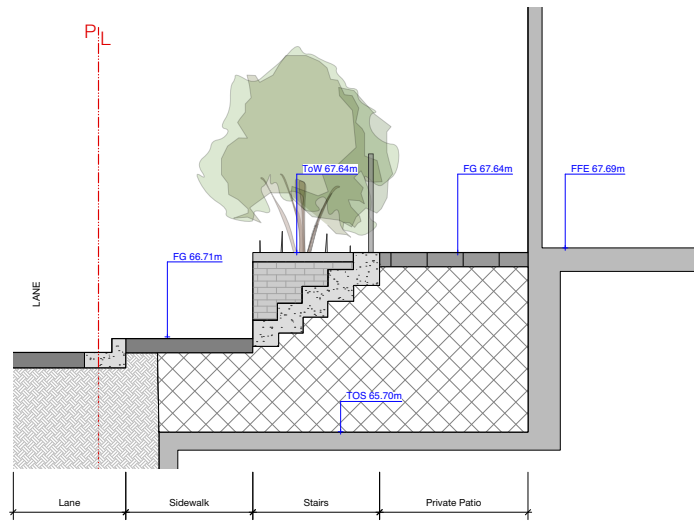 PL
ToW 67.64m
FG 67.64m
FFE 67.69m
FG 66.71m
LANE
TOS 65.70m
Lane
Sidewalk
Stairs
Private Patio